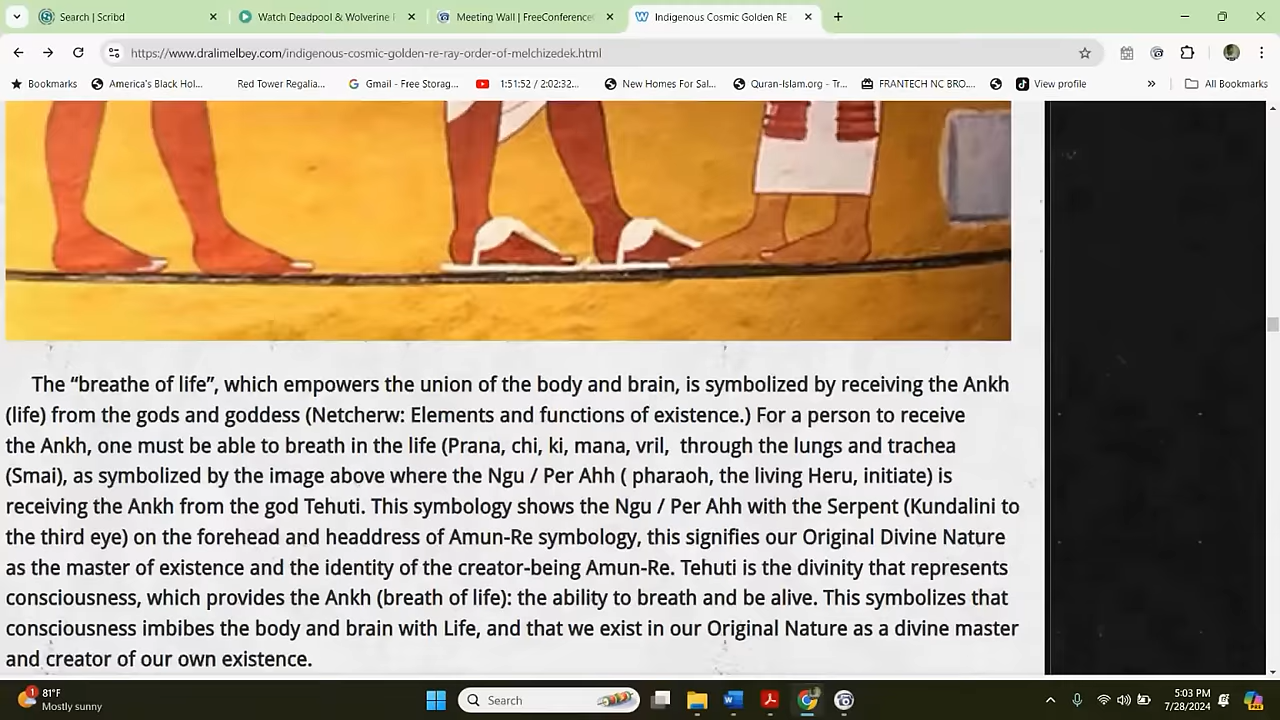 Search | Scribd
Watch Deadpool & Wolverine
Meeting Wall | FreeConference
Indigenous Cosmic Golden RE
https://www.dralimelbey.com/indigenous-cosmic-golden-re-ray-order-of-melchizedek.html
Bookmarks
America's Black Hol...
Red Tower Regalia...
Gmail - Free Storag...
1:51:52 / 2:02:32...
New Homes For Sal...
Quran-Islam.org - Tr...
FRANTECH NC BRO....
View profile
All Bookmarks
The “breathe of life”, which empowers the union of the body and brain, is symbolized by receiving the Ankh
(life) from the gods and goddess (Netcherw: Elements and functions of existence.) For a person to receive
the Ankh, one must be able to breath in the life (Prana, chi, ki, mana, vril,  through the lungs and trachea
(Smai), as symbolized by the image above where the Ngu / Per Ahh ( pharaoh, the living Heru, initiate) is
receiving the Ankh from the god Tehuti. This symbology shows the Ngu / Per Ahh with the Serpent (Kundalini to
the third eye) on the forehead and headdress of Amun-Re symbology, this signifies our Original Divine Nature
as the master of existence and the identity of the creator-being Amun-Re. Tehuti is the divinity that represents
consciousness, which provides the Ankh (breath of life): the ability to breath and be alive. This symbolizes that
consciousness imbibes the body and brain with Life, and that we exist in our Original Nature as a divine master
and creator of our own existence.
1
81°F
Mostly sunny
Search
5:03 PM
7/28/2024